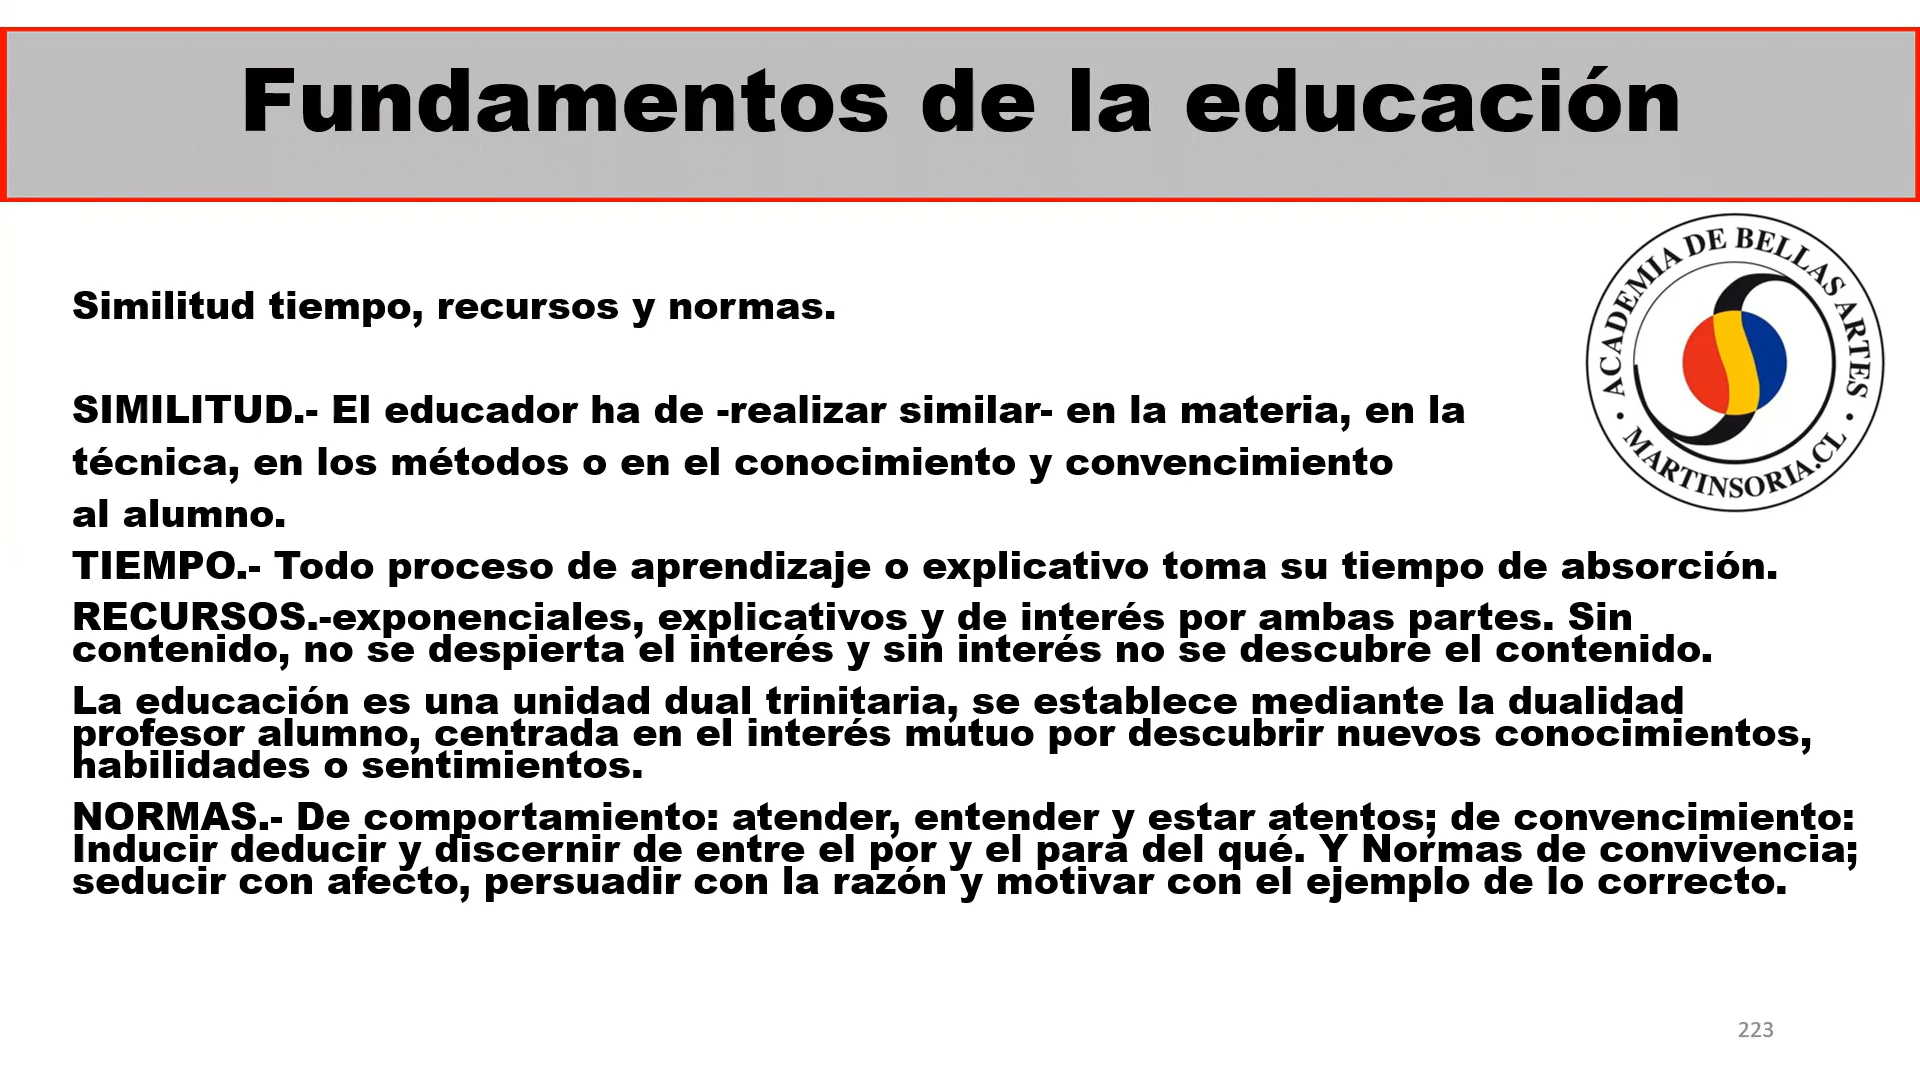 Fundamentos de la educación
Similitud tiempo, recursos y normas.
SIMILITUD.- El educador ha de -realizar similar- en la materia, en la
técnica, en los métodos o en el conocimiento y convencimiento
al alumno.
TIEMPO.- Todo proceso de aprendizaje o explicativo toma su tiempo de absorción.
RECURSOS.-exponenciales, explicativos y de interés por ambas partes. Sin
contenido, no se despierta el interés y sin interés no se descubre el contenido.
La educación es una unidad dual trinitaria, se establece mediante la dualidad
profesor alumno, centrada en el interés mutuo por descubrir nuevos conocimientos,
habilidades o sentimientos.
NORMAS.- De comportamiento: atender, entender y estar atentos; de convencimiento:
Inducir deducir y discernir de entre el por y el para del qué. Y Normas de convivencia;
seducir con afecto, persuadir con la razón y motivar con el ejemplo de lo correcto.
ACADEMIA DE BELLAS ARTES
• MARTINSORIA.CL •
223